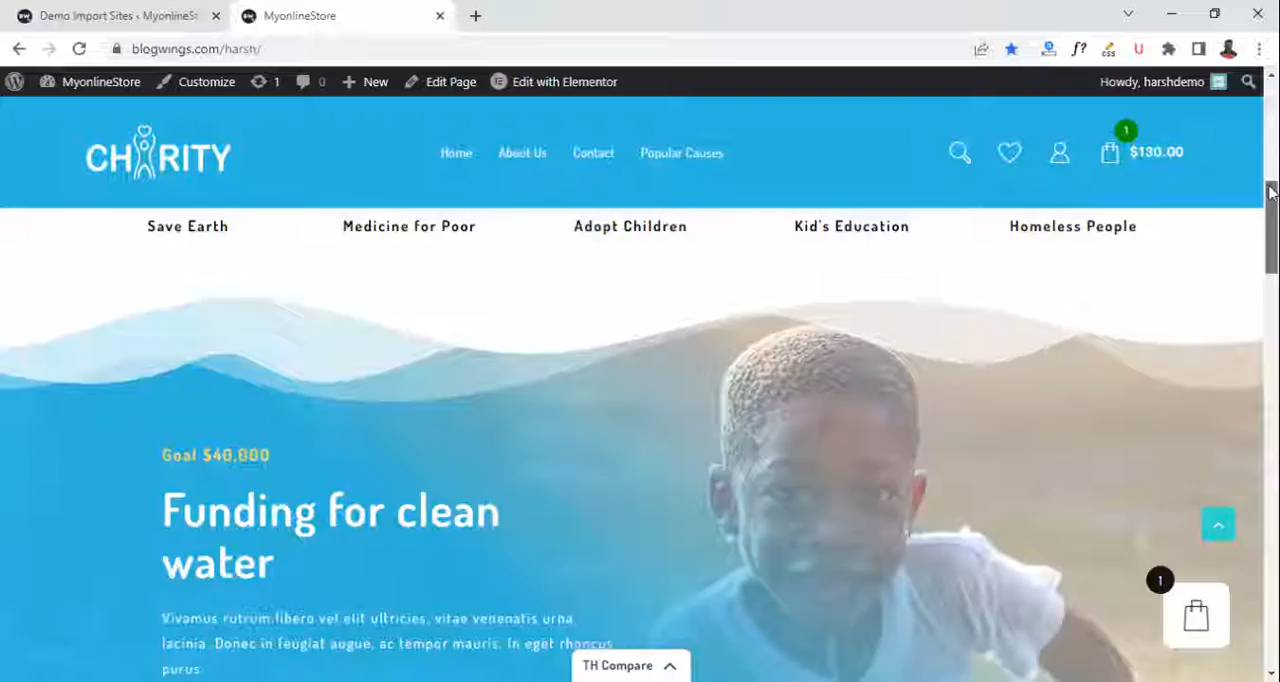 Demo Import Sites ‹ MyonlineSt
MyonlineStore
blogwings.com/harsh/
f?
css
U
MyonlineStore
Customize
1
0
New
Edit Page
Edit with Elementor
Howdy, harshdemo
CHARITY
Home
About Us
Contact
Popular Causes
1
$130.00
Save Earth
Medicine for Poor
Adopt Children
Kid's Education
Homeless People
Goal $40,000
Funding for clean
water
Vivamus rutrum libero vel elit ultricies, vitae venenatis urna
lacinia. Donec in feugiat augue, ac tempor mauris. In eget rhoncus
purus.
1
TH Compare